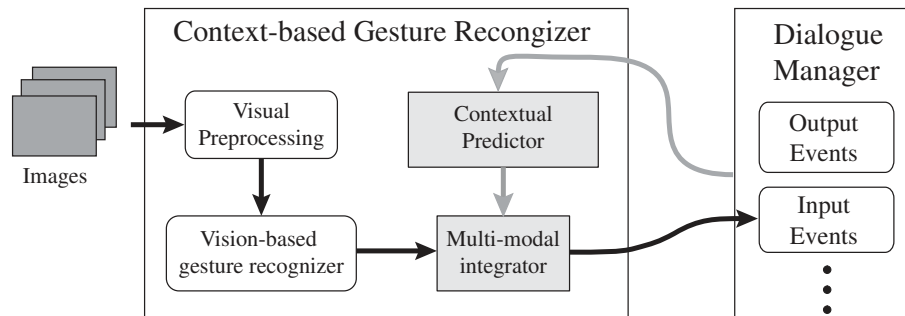 Context-based Gesture Recongizer
Images
Visual
Preprocessing
Vision-based
gesture recognizer
Contextual
Predictor
Multi-modal
integrator
Dialogue
Manager
Output
Events
Input
Events